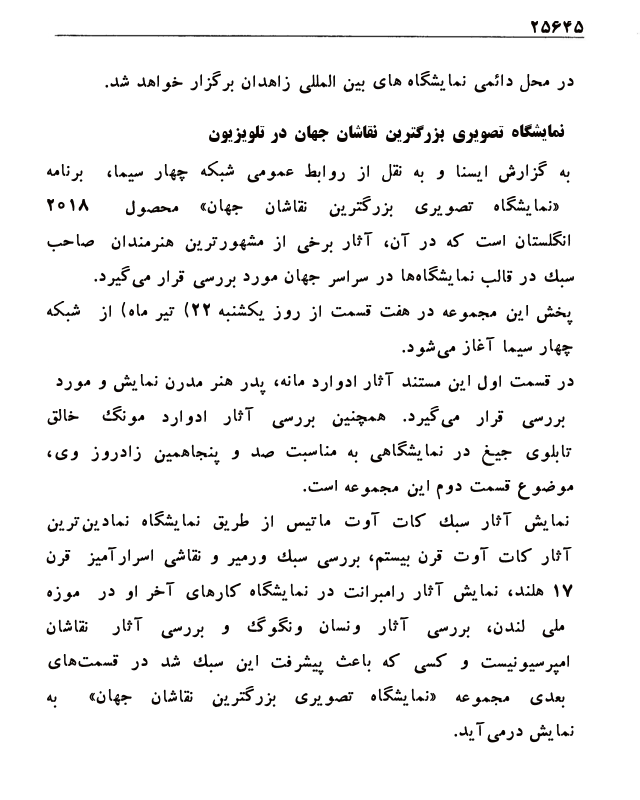 ۲۵۶۴۵
در محل دائمی نمایشگاه های بین المللی زاهدان برگزار خواهد شد.
نمایشگاه تصویری بزرگترین نقاشان جهان در تلویزیون
به گزارش ایسنا و به نقل از روابط عمومی شبکه چهار سیما، برنامه
«نمایشگاه تصویری بزرگترین نقاشان جهان» محصول ۲۰۱۸
انگلستان است که در آن، آثار برخی از مشهورترین هنرمندان صاحب
سبك در قالب نمایشگاه‌ها در سراسر جهان مورد بررسی قرار می‌گیرد.
پخش این مجموعه در هفت قسمت از روز یکشنبه ۲۲) تیر ماه) از شبکه
چهار سیما آغاز می‌شود.
در قسمت اول این مستند آثار ادوارد مانه، پدر هنر مدرن نمایش و مورد
بررسی قرار می‌گیرد. همچنین بررسی آثار ادوارد مونگ خالق
تابلوی جیغ در نمایشگاهی به مناسبت صد و پنجاهمین زادروز وی،
موضوع قسمت دوم این مجموعه است.
نمایش آثار سبك کات آوت ماتیس از طریق نمایشگاه نمادین‌ترین
آثار کات آوت قرن بیستم، بررسی سبك ورمیر و نقاشی اسرارآمیز قرن
۱۷ هلند، نمایش آثار رامبرانت در نمایشگاه کارهای آخر او در موزه
ملی لندن، بررسی آثار ونسان ونگوگ و بررسی آثار نقاشان
امپرسیونیست و کسی که باعث پیشرفت این سبك شد در قسمت‌های
بعدی مجموعه «نمایشگاه تصویری بزرگترین نقاشان جهان» به
نمایش درمی‌آید.